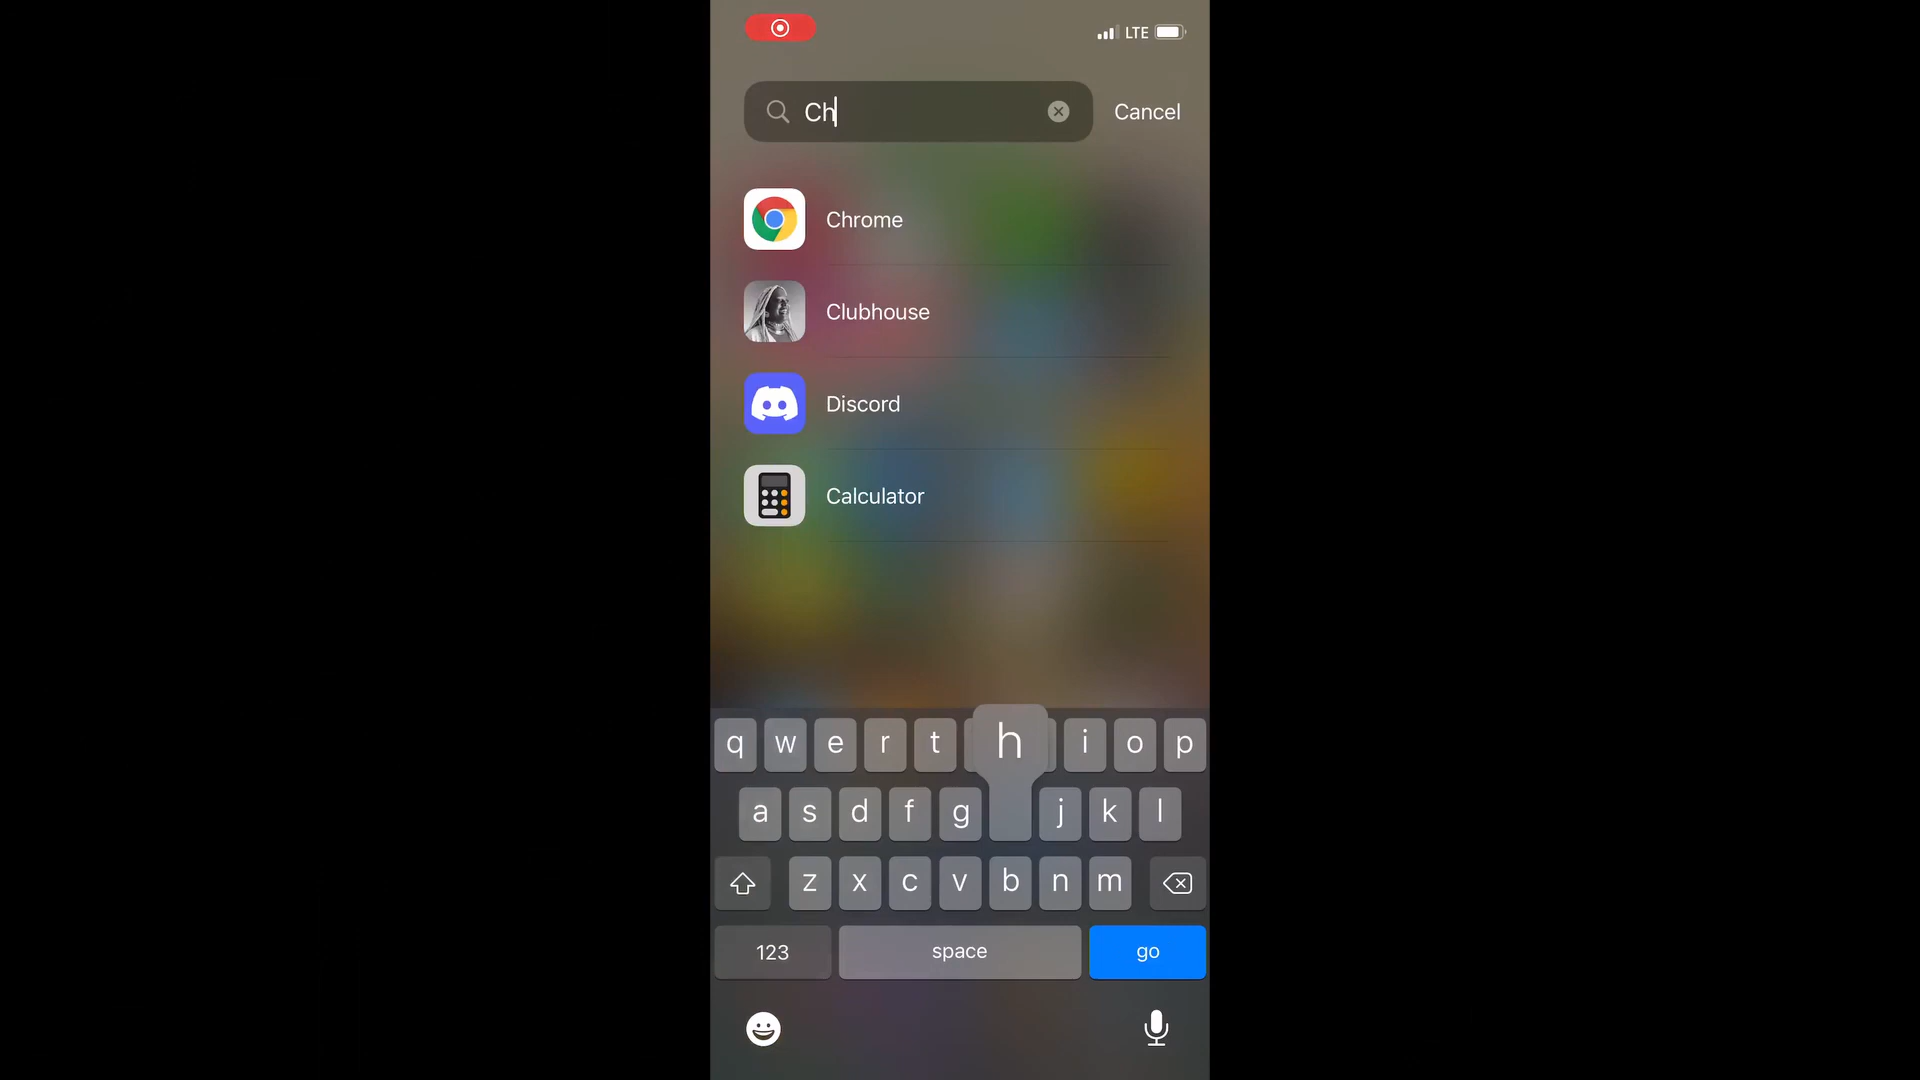 LTE
Ch
Cancel
Chrome
Clubhouse
Discord
Calculator
q w e r t h i o p
a s d f g j k l
z x c v b n m
123 space go